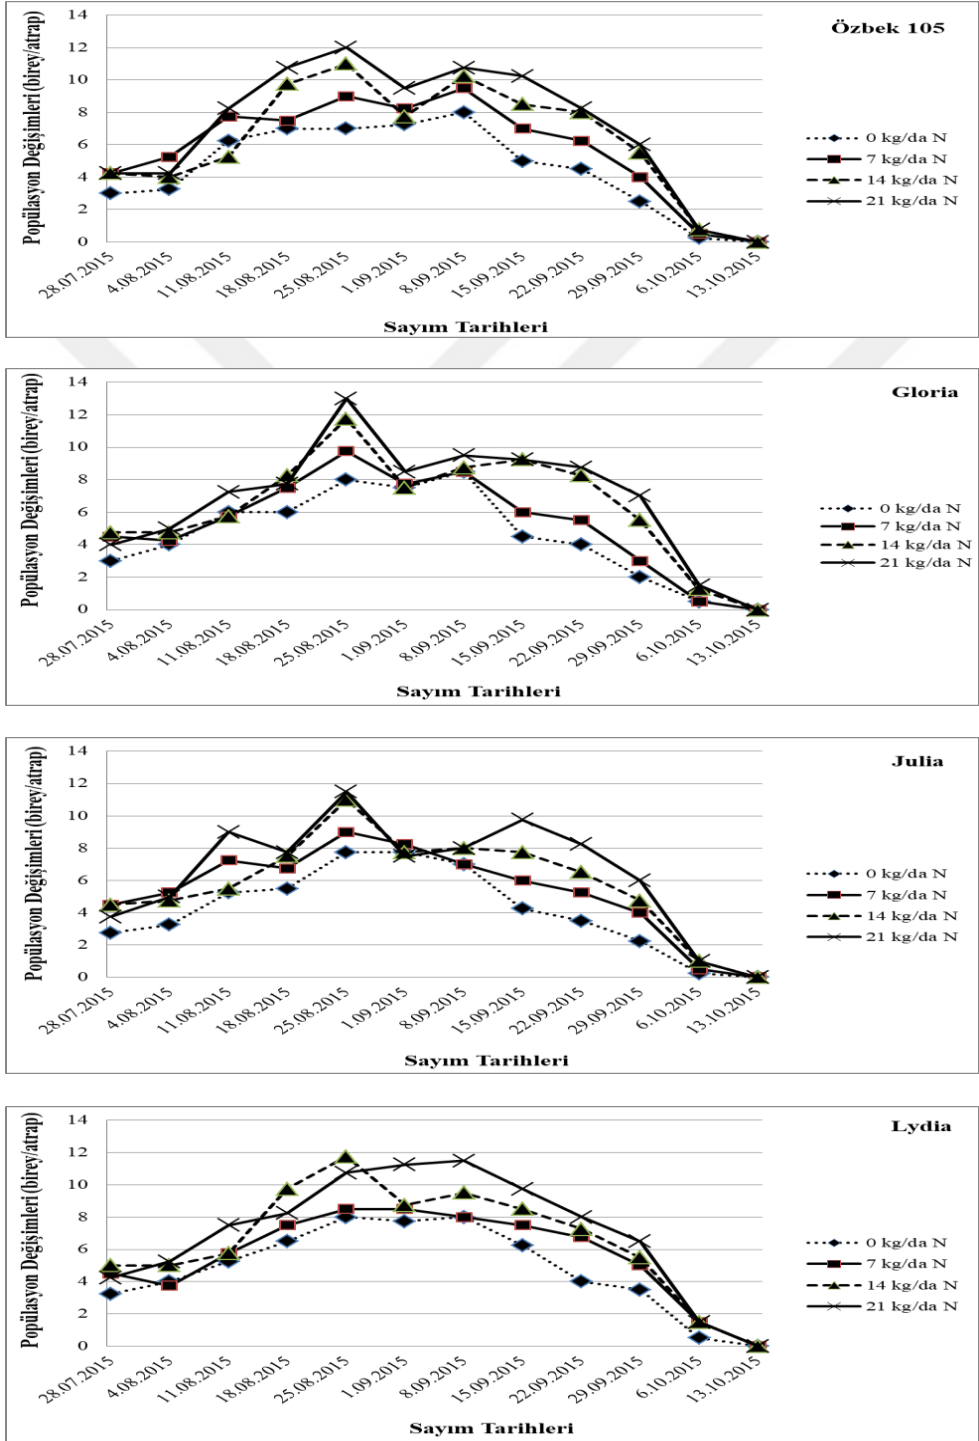 Özbek 105
Popülasyon Değişimleri (birey/atrap)
14
12
10
8
6
4
2
0
28.07.2015
4.08.2015
11.08.2015
18.08.2015
25.08.2015
1.09.2015
8.09.2015
15.09.2015
22.09.2015
29.09.2015
6.10.2015
13.10.2015
Sayım Tarihleri
0 kg/da N
7 kg/da N
14 kg/da N
21 kg/da N
Gloria
Popülasyon Değişimleri (birey/atrap)
14
12
10
8
6
4
2
0
28.07.2015
4.08.2015
11.08.2015
18.08.2015
25.08.2015
1.09.2015
8.09.2015
15.09.2015
22.09.2015
29.09.2015
6.10.2015
13.10.2015
Sayım Tarihleri
0 kg/da N
7 kg/da N
14 kg/da N
21 kg/da N
Julia
Popülasyon Değişimleri (birey/atrap)
14
12
10
8
6
4
2
0
28.07.2015
4.08.2015
11.08.2015
18.08.2015
25.08.2015
1.09.2015
8.09.2015
15.09.2015
22.09.2015
29.09.2015
6.10.2015
13.10.2015
Sayım Tarihleri
0 kg/da N
7 kg/da N
14 kg/da N
21 kg/da N
Lydia
Popülasyon Değişimleri (birey/atrap)
14
12
10
8
6
4
2
0
28.07.2015
4.08.2015
11.08.2015
18.08.2015
25.08.2015
1.09.2015
8.09.2015
15.09.2015
22.09.2015
29.09.2015
6.10.2015
13.10.2015
Sayım Tarihleri
0 kg/da N
7 kg/da N
14 kg/da N
21 kg/da N